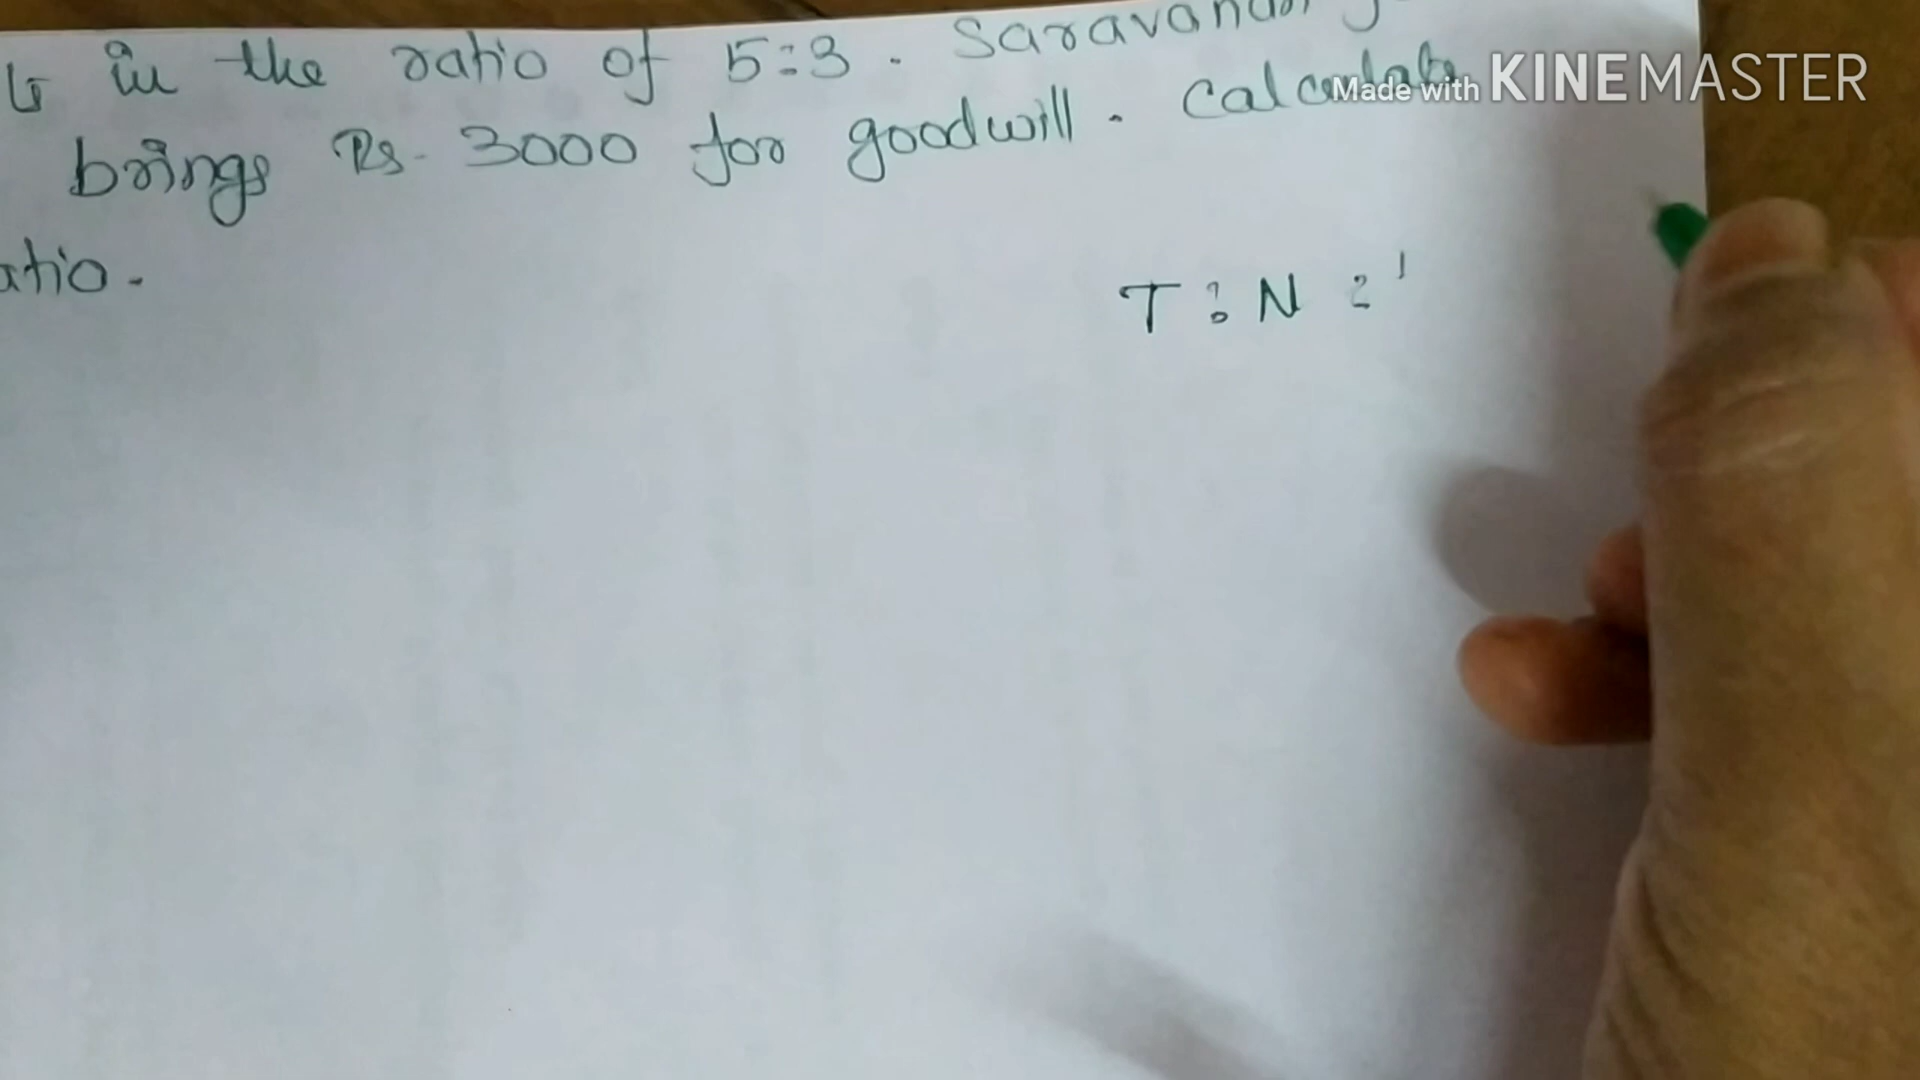 in the ratio of 5:3. Saravanan
brings Rs. 3000 for goodwill. Calculate
atio.
T : N :
Made with KINEMASTER